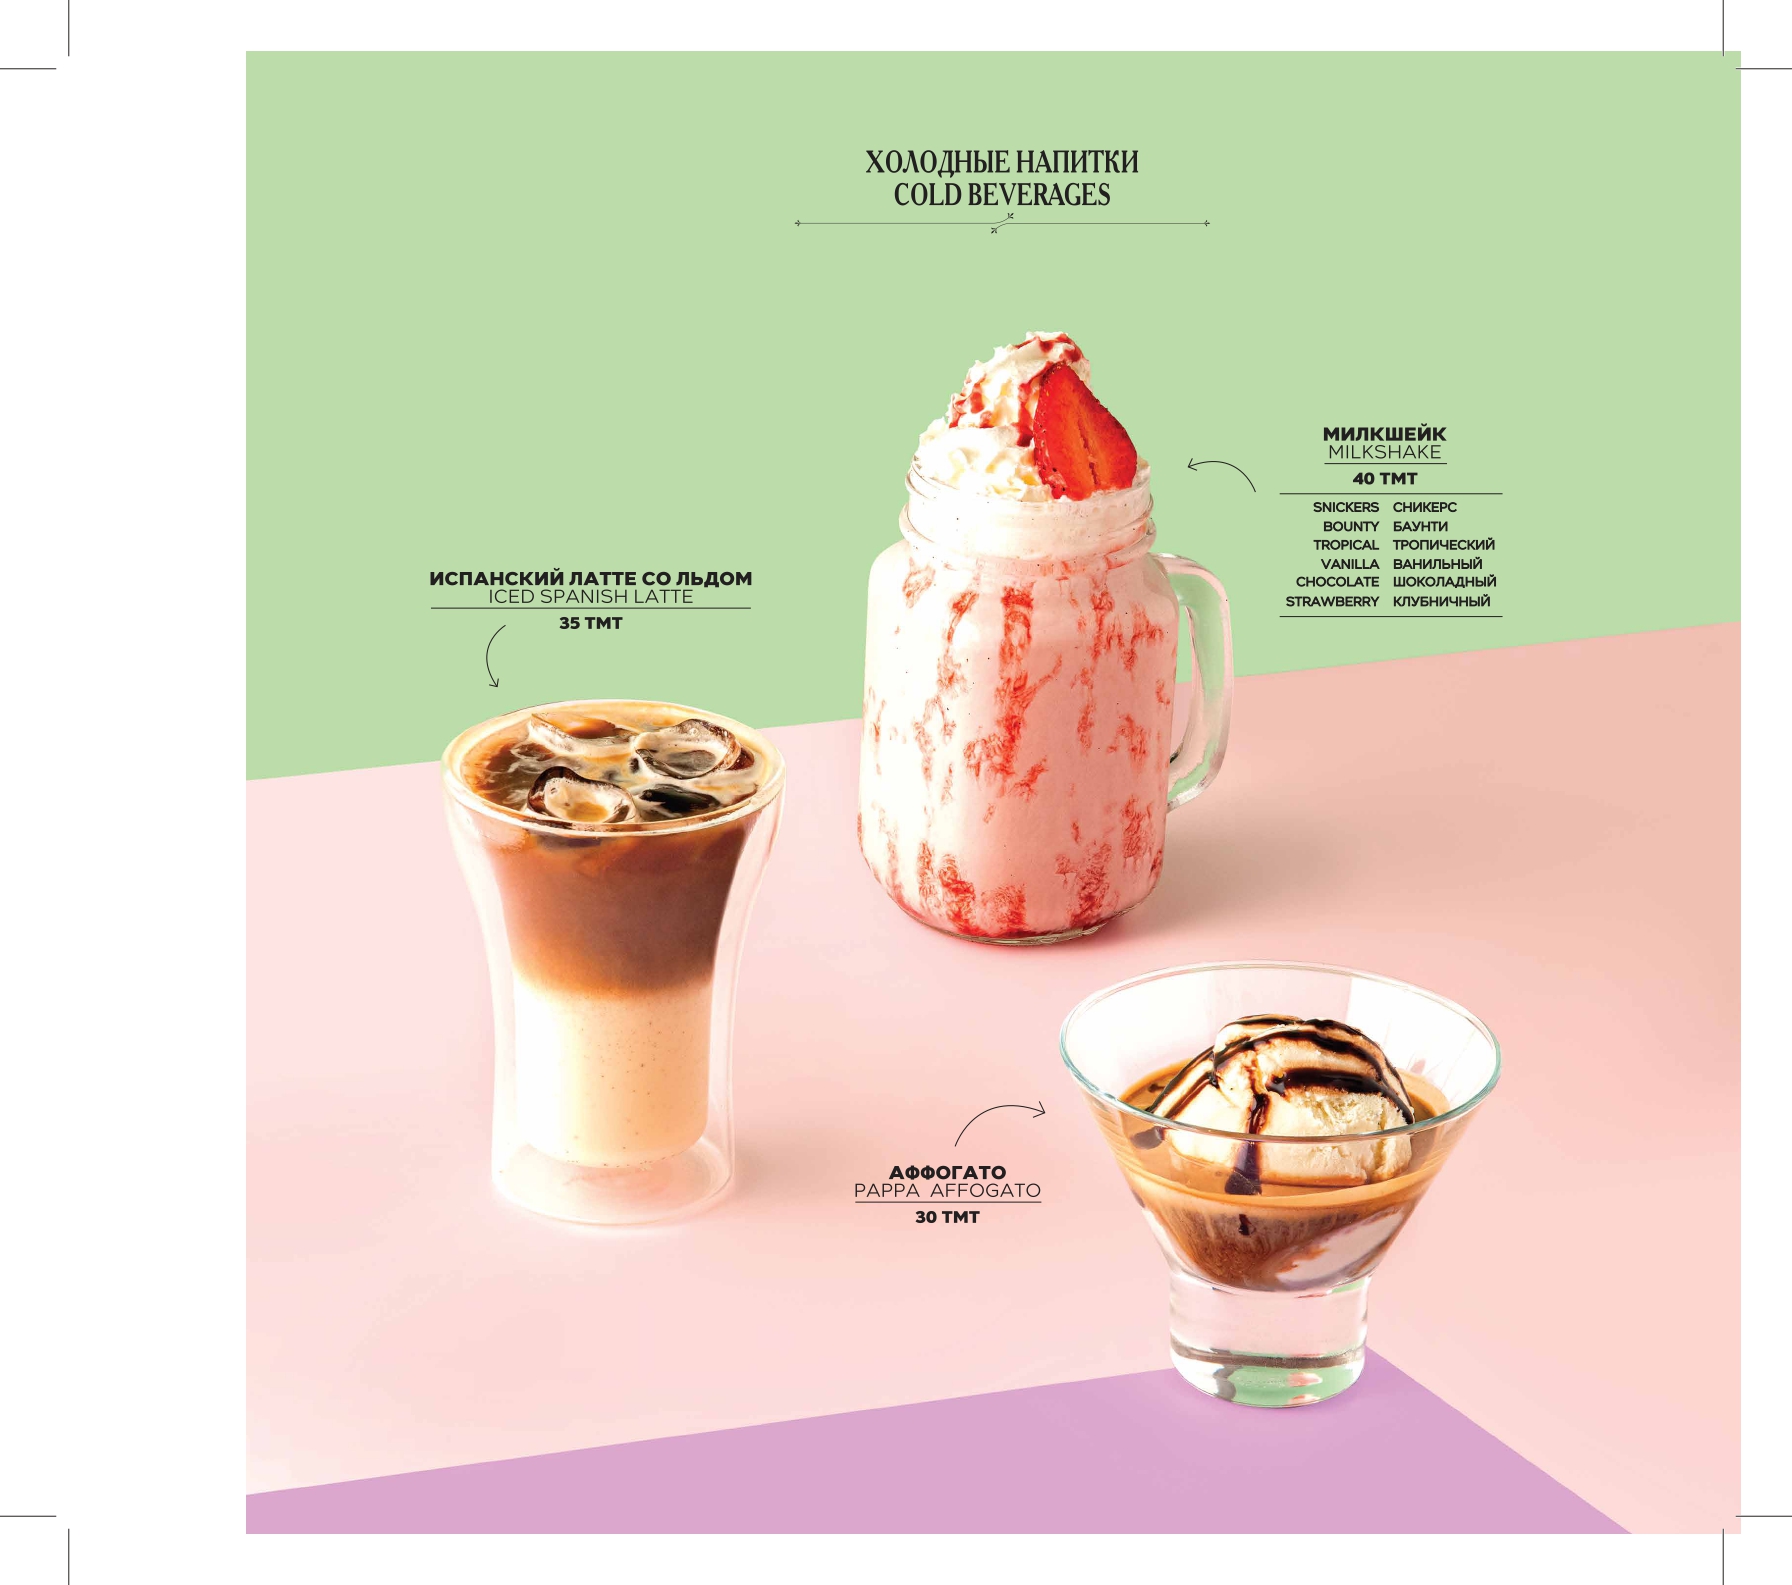 ХОЛОДНЫЕ НАПИТКИ
COLD BEVERAGES
МИЛКШЕЙК
MILKSHAKE
40 TMT
SNICKERS СНИКЕРС
BOUNTY БАУНТИ
TROPICAL ТРОПИЧЕСКИЙ
VANILLA ВАНИЛЬНЫЙ
CHOCOLATE ШОКОЛАДНЫЙ
STRAWBERRY КЛУБНИЧНЫЙ
ИСПАНСКИЙ ЛАТТЕ СО ЛЬДОМ
ICED SPANISH LATTE
35 TMT
АФФОГАТО
PAPPA AFFOGATO
30 TMT